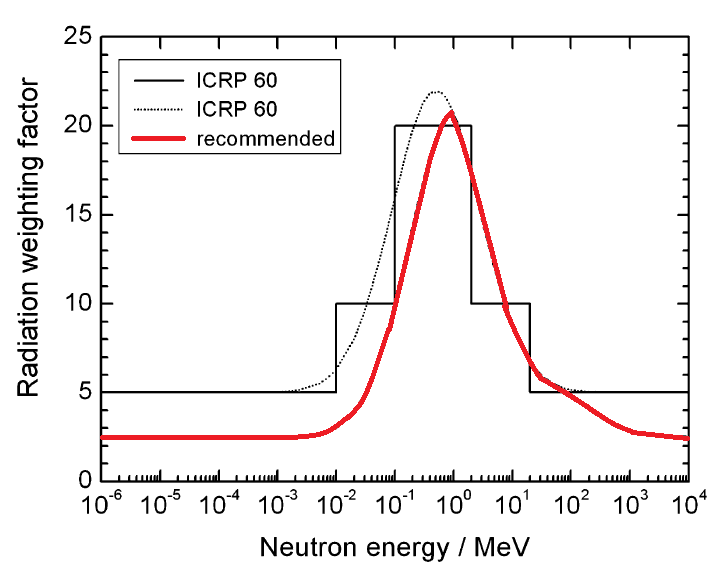 25
20
15
10
5
0
Radiation weighting factor
ICRP 60
ICRP 60
recommended
10⁻⁶ 10⁻⁵ 10⁻⁴ 10⁻³ 10⁻² 10⁻¹ 10⁰ 10¹ 10² 10³ 10⁴
Neutron energy / MeV